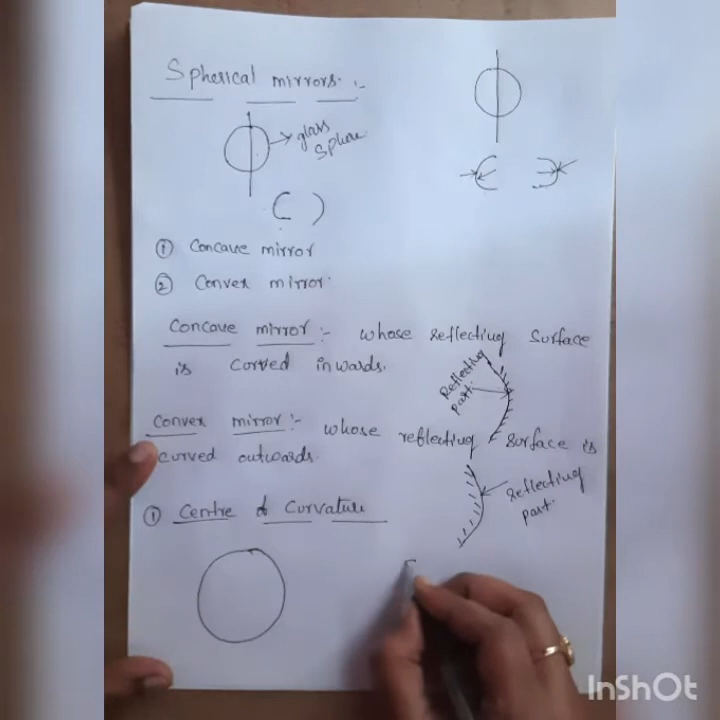 Spherical mirrors :-
glass
Sphere
① Concave mirror
② Convex mirror.
Concave mirror :- whose reflecting surface
is corved inwards.
Reflecting
part.
Convex mirror :- whose reflecting surface is
curved outwards.
reflecting
part.
① Centre of Curvature
InShOt